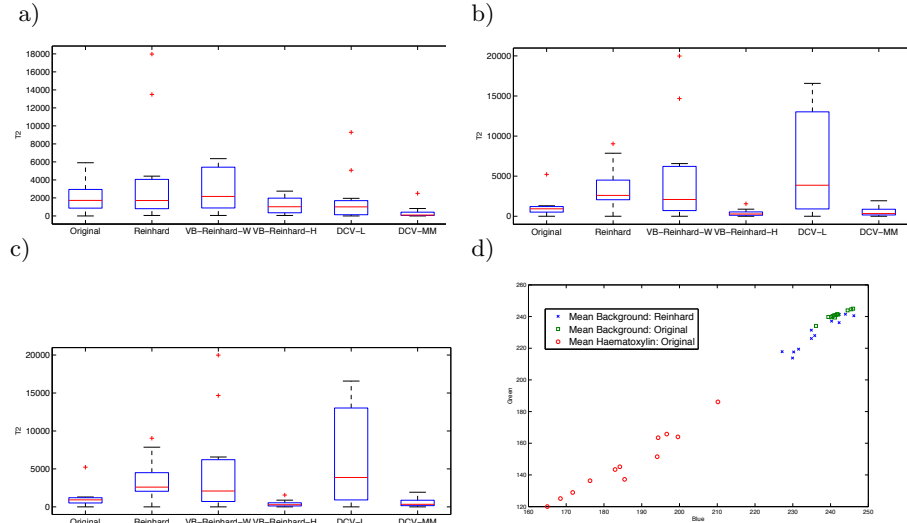 a)
18000
16000
14000
12000
10000
8000
6000
4000
2000
0
T2
Original Reinhard VB-Reinhard-W VB-Reinhard-H DCV-L DCV-MM
b)
20000
15000
10000
5000
0
T2
Original Reinhard VB-Reinhard-W VB-Reinhard-H DCV-L DCV-MM
c)
20000
15000
10000
5000
0
T2
Original Reinhard VB-Reinhard-W VB-Reinhard-H DCV-L DCV-MM
d)
260
240
220
200
180
160
140
120
Green
Mean Background: Reinhard
Mean Background: Original
Mean Haematoxylin: Original
160 170 180 190 200 210 220 230 240 250
Blue